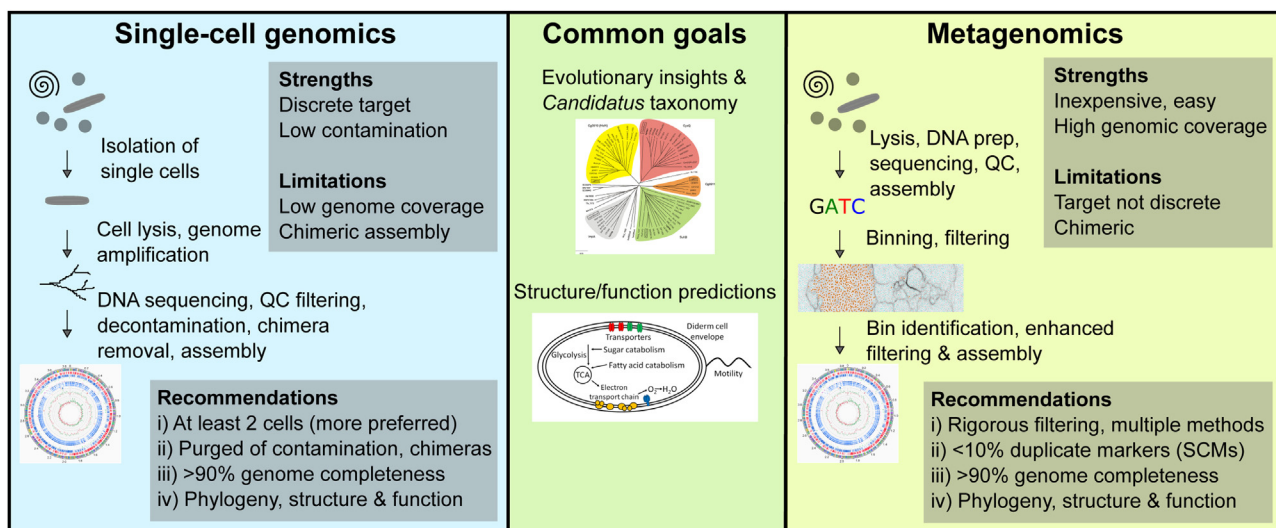 Single-cell genomics
Strengths
Discrete target
Low contamination
Limitations
Low genome coverage
Chimeric assembly
Isolation of
single cells
Cell lysis, genome
amplification
DNA sequencing, QC filtering,
decontamination, chimera
removal, assembly
Recommendations
i) At least 2 cells (more preferred)
ii) Purged of contamination, chimeras
iii) >90% genome completeness
iv) Phylogeny, structure & function
Common goals
Evolutionary insights &
Candidatus taxonomy
Structure/function predictions
Transporters
Diderm cell
envelope
Glycolysis
Sugar catabolism
Fatty acid catabolism
TCA
Motility
Electron
transport chain
O₂ H₂O
Metagenomics
Strengths
Inexpensive, easy
High genomic coverage
Limitations
Target not discrete
Chimeric
Lysis, DNA prep,
sequencing, QC,
assembly
GATC
Binning, filtering
Bin identification, enhanced
filtering & assembly
Recommendations
i) Rigorous filtering, multiple methods
ii) <10% duplicate markers (SCMs)
iii) >90% genome completeness
iv) Phylogeny, structure & function